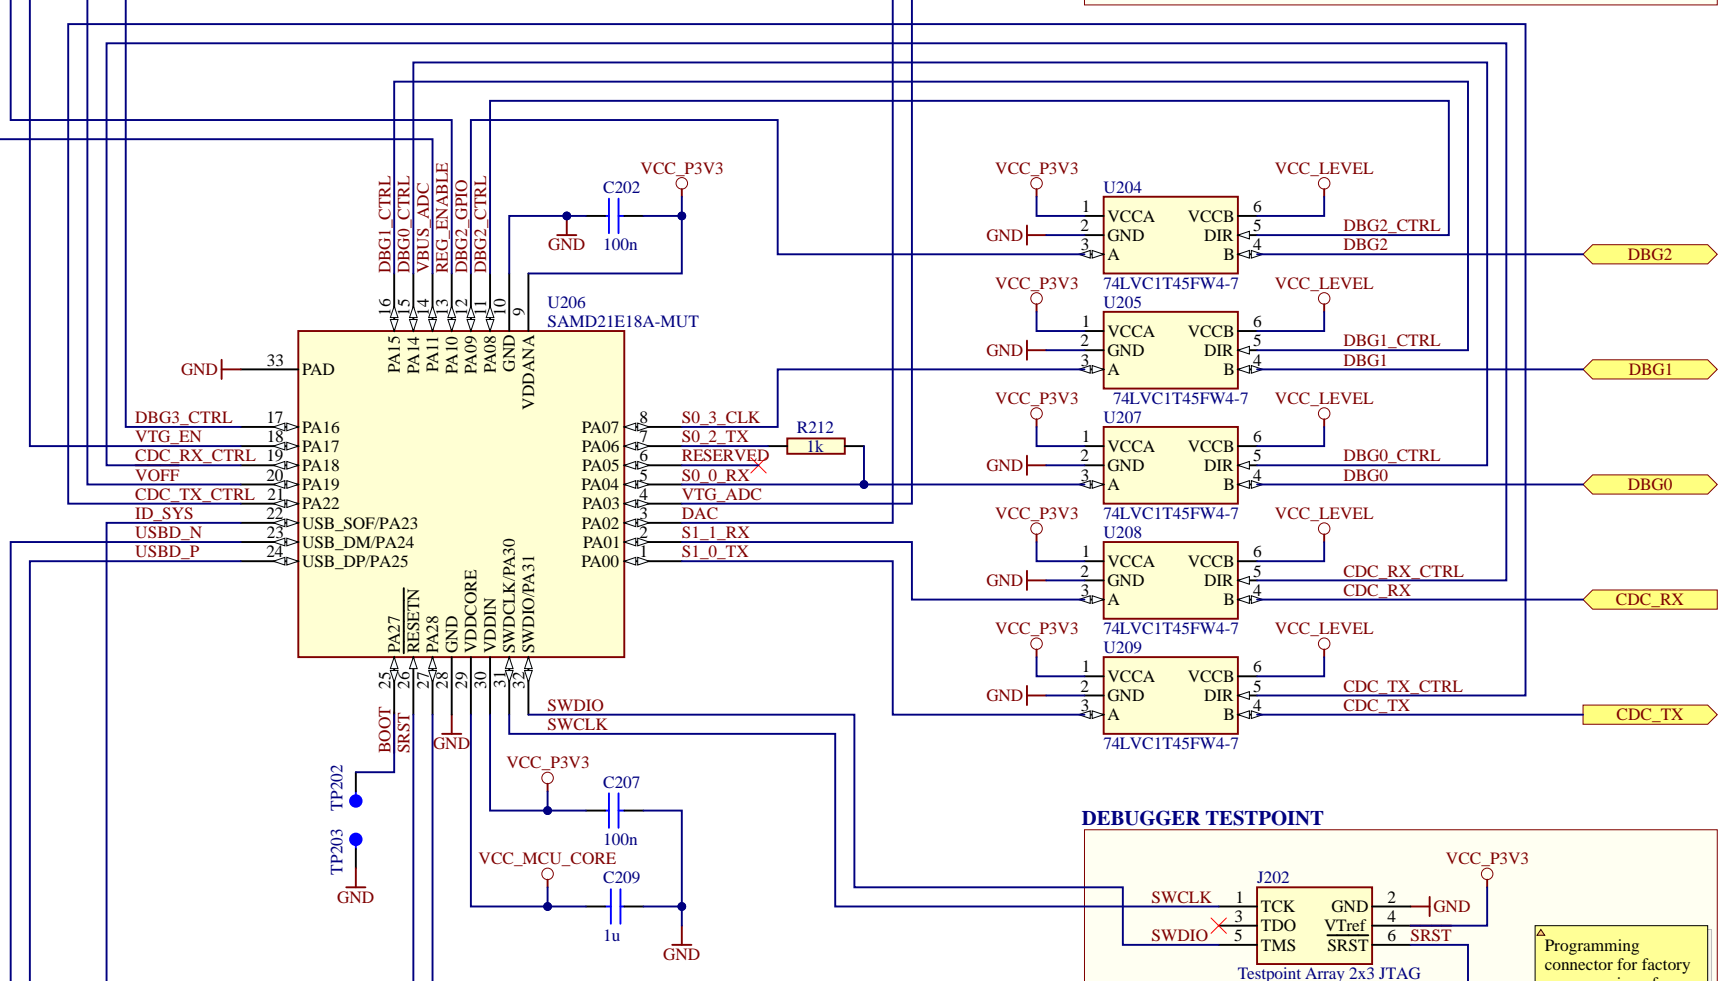 VCC_P3V3
C202
GND
100n
DBG1_CTRL
DBG0_CTRL
VBUS_ADC
REG_ENABLE
DBG2_GPIO
DBG2_CTRL
16
15
14
13
12
11
10
9
U206
SAMD21E18A-MUT
PA15
PA14
PA11
PA10
PA09
PA08
GND
VDDANA
GND
33
PAD
DBG3_CTRL 17 PA16
VTG_EN 18 PA17
CDC_RX_CTRL 19 PA18
VOFF 20 PA19
CDC_TX_CTRL 21 PA22
ID_SYS 22 USB_SOF/PA23
USBD_N 23 USB_DM/PA24
USBD_P 24 USB_DP/PA25
PA07 8 S0_3_CLK
PA06 7 S0_2_TX
PA05 6 RESERVED
PA04 5 S0_0_RX
PA03 4 VTG_ADC
PA02 3 DAC
PA01 2 S1_1_RX
PA00 1 S1_0_TX
R212
1k
PA27
RESETN
PA28
GND
VDDCORE
VDDIN
SWDCLK/PA30
SWDIO/PA31
25
26
27
28
29
30
31
32
BOOT
SRST
GND
SWDIO
SWCLK
TP202
TP203
GND
VCC_P3V3
C207
100n
VCC_MCU_CORE
C209
1u
GND
VCC_P3V3 VCC_LEVEL
U204
1 VCCA VCCB 6
GND 2 GND DIR 5 DBG2_CTRL
3 A B 4 DBG2
DBG2
74LVC1T45FW4-7
VCC_P3V3 VCC_LEVEL
U205
1 VCCA VCCB 6
GND 2 GND DIR 5 DBG1_CTRL
3 A B 4 DBG1
DBG1
74LVC1T45FW4-7
VCC_P3V3 VCC_LEVEL
U207
1 VCCA VCCB 6
GND 2 GND DIR 5 DBG0_CTRL
3 A B 4 DBG0
DBG0
74LVC1T45FW4-7
VCC_P3V3 VCC_LEVEL
U208
1 VCCA VCCB 6
GND 2 GND DIR 5 CDC_RX_CTRL
3 A B 4 CDC_RX
CDC_RX
74LVC1T45FW4-7
VCC_P3V3 VCC_LEVEL
U209
1 VCCA VCCB 6
GND 2 GND DIR 5 CDC_TX_CTRL
3 A B 4 CDC_TX
CDC_TX
74LVC1T45FW4-7
DEBUGGER TESTPOINT
VCC_P3V3
J202
SWCLK 1 TCK GND 2 GND
3 TDO VTref 4
SWDIO 5 TMS SRST 6 SRST
Testpoint Array 2x3 JTAG
Programming
connector for factory